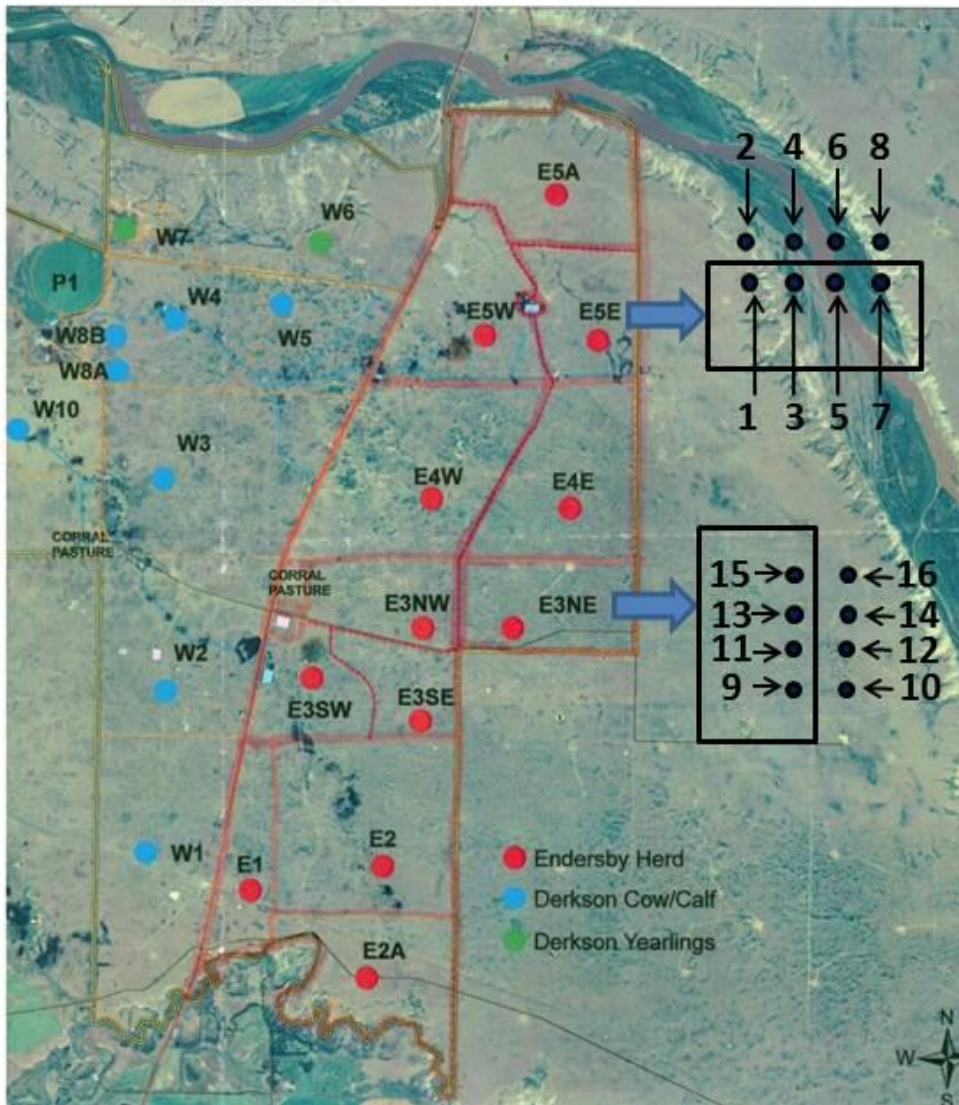 2 4 6 8
E5A
W6
W7
P1
W4
E5W E5E
W5
W8B
W8A
1 3 5 7
W10
W3
E4W E4E
CORRAL
PASTURE
CORRAL
PASTURE
15 16
E3NW E3NE
13 14
11 12
W2
9 10
E3SW E3SE
W1 E1 E2
Endersby Herd
Derkson Cow/Calf
Derkson Yearlings
E2A
N
W
S